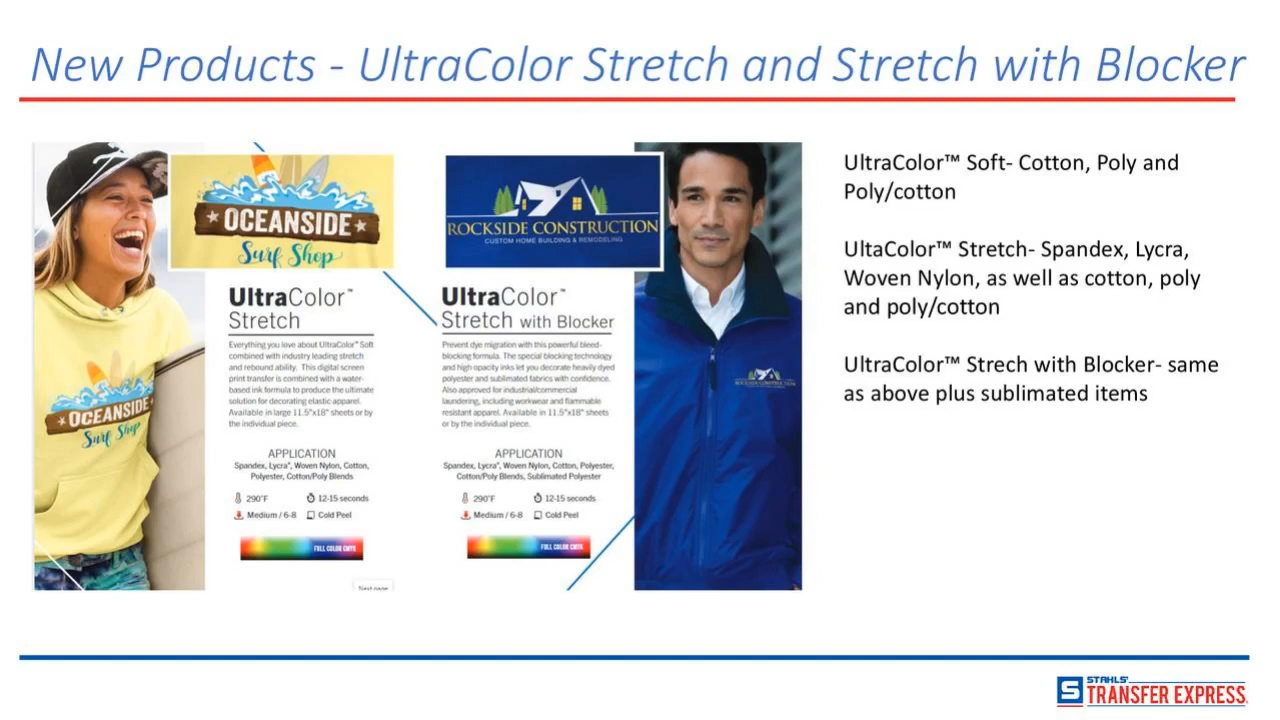 New Products - UltraColor Stretch and Stretch with Blocker
OCEANSIDE
Surf Shop
OCEANSIDE
Surf Shop
UltraColor™
Stretch
Everything you love about UltraColor® Soft
combined with industry leading stretch
and rebound ability. This digital screen
print transfer is combined with a water-
based ink formula to produce the ultimate
solution for decorating elastic apparel.
Available in large 11.5"x18" sheets or by
the individual piece.
APPLICATION
Spandex, Lycra®, Woven Nylon, Cotton,
Polyester, Cotton/Poly Blends
290°F
12-15 seconds
Medium / 6-8
Cold Peel
FULL COLOR CMYK
Next page
ROCKSIDE CONSTRUCTION
CUSTOM HOME BUILDING & REMODELING
UltraColor™
Stretch with Blocker
Prevent dye migration with this powerful bleed-
blocking formula. The special blocking technology
and high opacity inks let you decorate heavily dyed
polyester and sublimated fabrics with confidence.
Also approved for industrial/commercial
laundering, including workwear and flammable
resistant apparel. Available in 11.5"x18" sheets
or by the individual piece.
APPLICATION
Spandex, Lycra®, Woven Nylon, Cotton, Polyester,
Cotton/Poly Blends, Sublimated Polyester
290°F
12-15 seconds
Medium / 6-8
Cold Peel
FULL COLOR CMYK
ROCKSIDE CONSTRUCTION
UltraColor™ Soft- Cotton, Poly and
Poly/cotton
UltaColor™ Stretch- Spandex, Lycra,
Woven Nylon, as well as cotton, poly
and poly/cotton
UltraColor™ Strech with Blocker- same
as above plus sublimated items
STAHLS'
TRANSFER EXPRESS